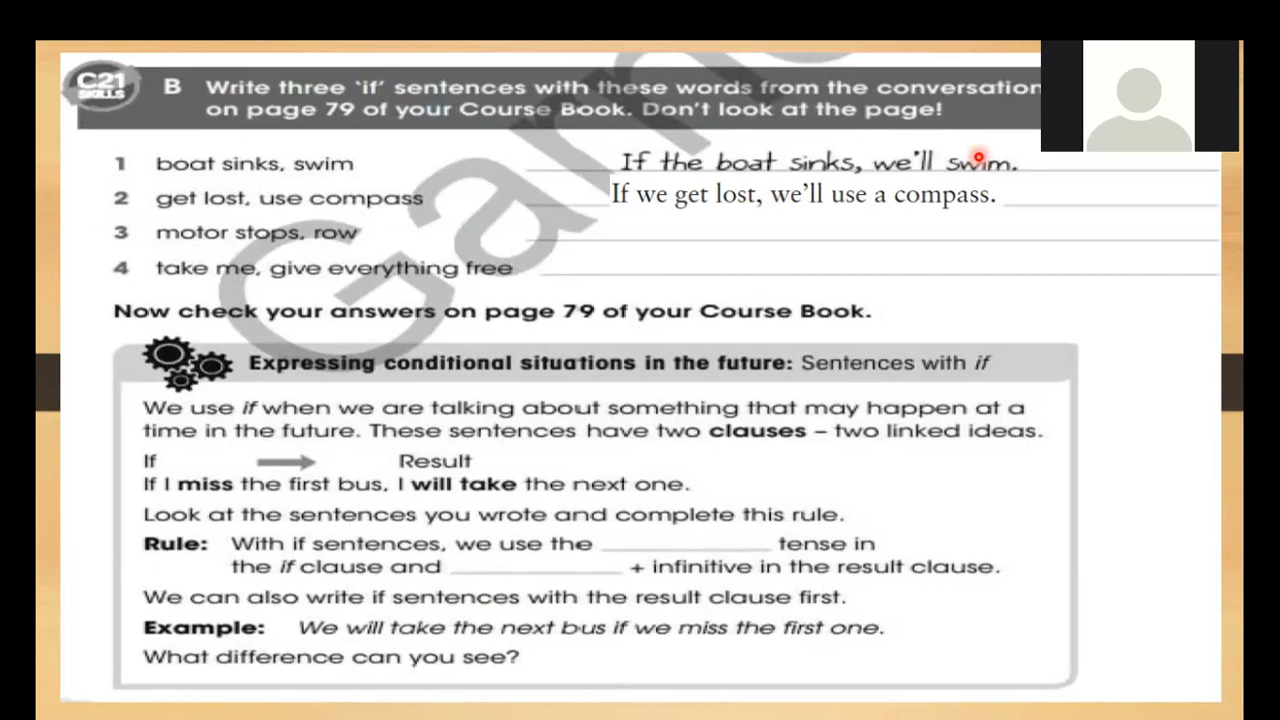 C21
SKILLS
B Write three 'if' sentences with these words from the conversation
on page 79 of your Course Book. Don't look at the page!
1 boat sinks, swim If the boat sinks, we'll swim.
2 get lost, use compass If we get lost, we'll use a compass.
3 motor stops, row
4 take me, give everything free
Now check your answers on page 79 of your Course Book.
Expressing conditional situations in the future: Sentences with if
We use if when we are talking about something that may happen at a
time in the future. These sentences have two clauses – two linked ideas.
If Result
If I miss the first bus, I will take the next one.
Look at the sentences you wrote and complete this rule.
Rule: With if sentences, we use the ____________ tense in
the if clause and ____________ + infinitive in the result clause.
We can also write if sentences with the result clause first.
Example: We will take the next bus if we miss the first one.
What difference can you see?